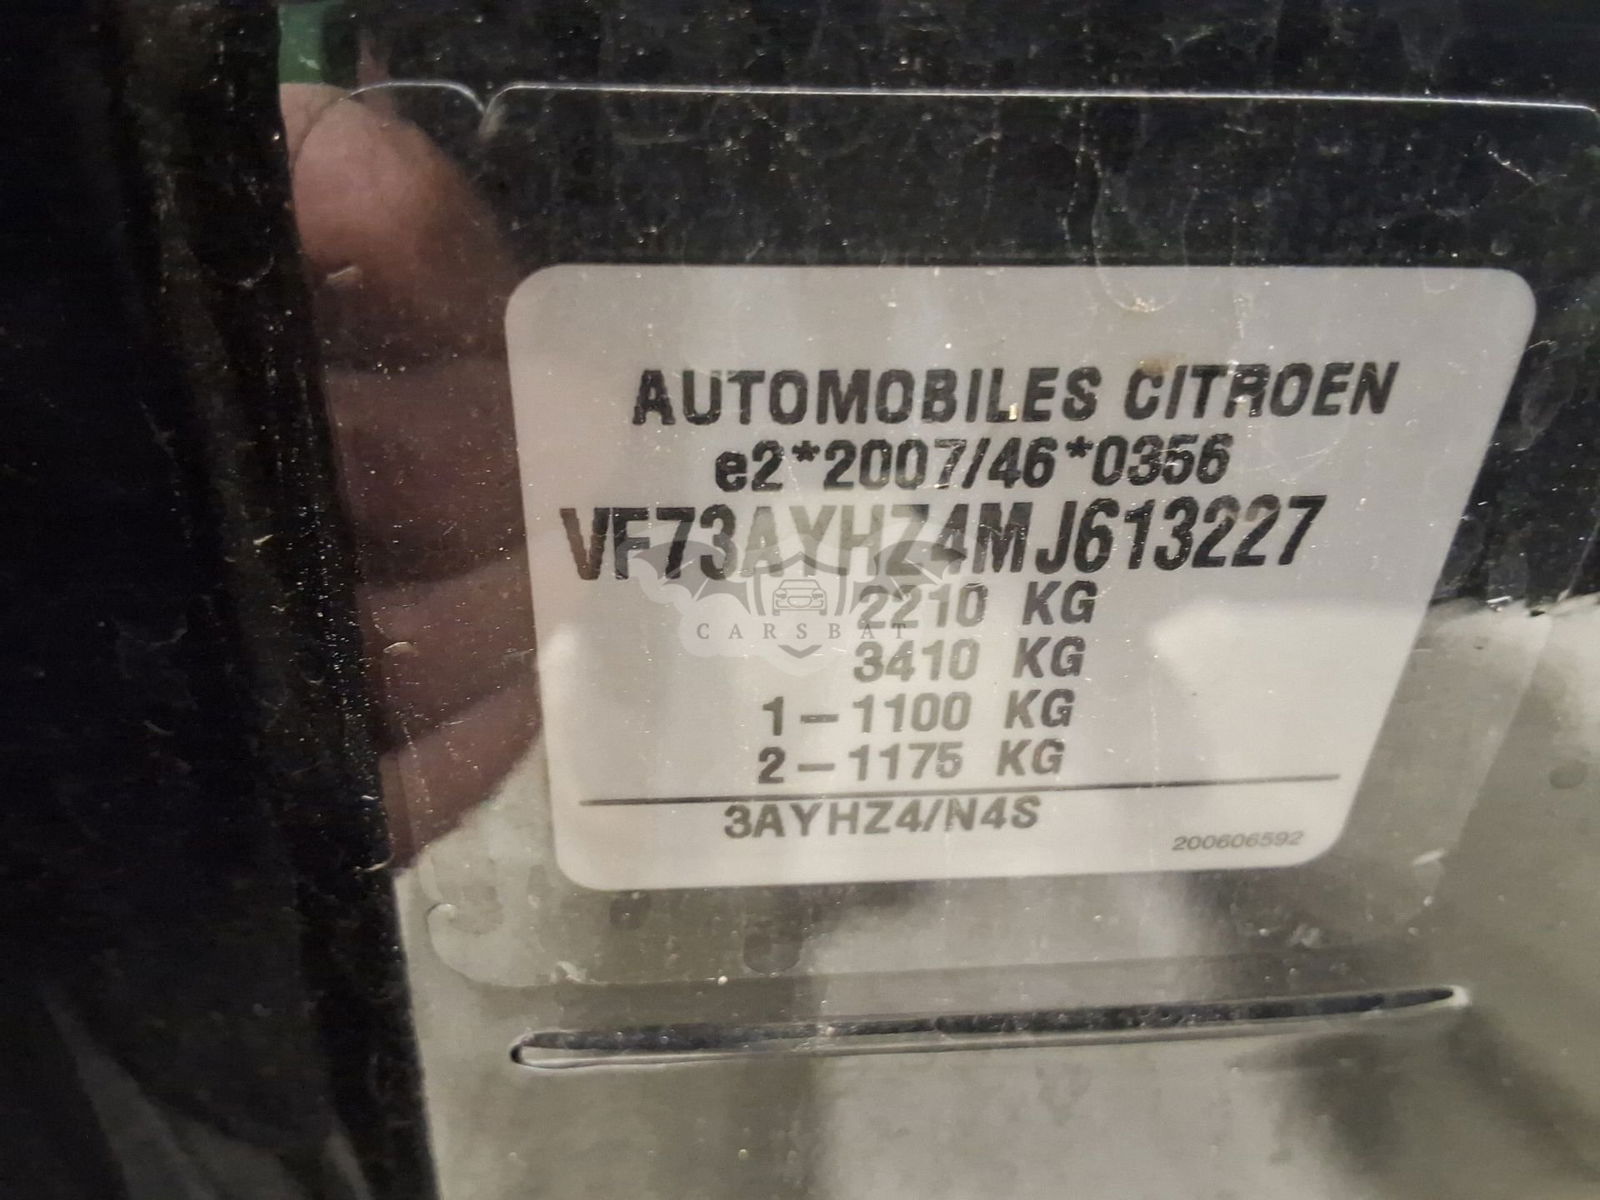 AUTOMOBILES CITROEN
e2*2007/46*0356
VF73AYHZ4MJ613227
2210 KG
CARSBAT
3410 KG
1-1100 KG
2-1175 KG
3AYHZ4/N4S
200606592